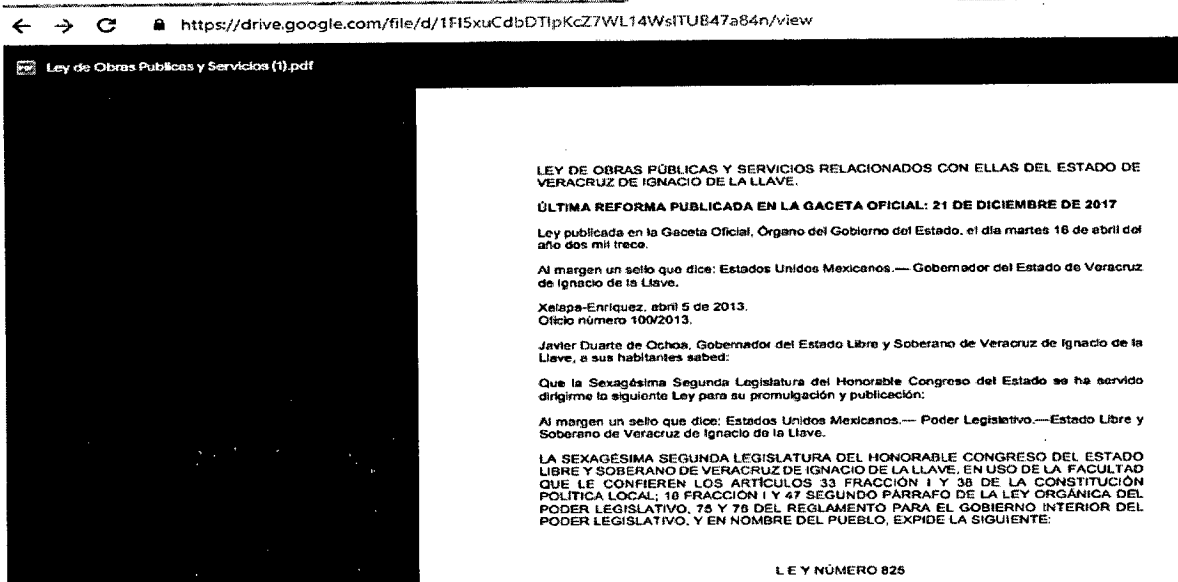 https://drive.google.com/file/d/1FI5xuCdbDTIpKcZ7WL14WsITUB47a84n/view
Ley de Obras Publicas y Servicios (1).pdf
LEY DE OBRAS PÚBLICAS Y SERVICIOS RELACIONADOS CON ELLAS DEL ESTADO DE
VERACRUZ DE IGNACIO DE LA LLAVE.
ÚLTIMA REFORMA PUBLICADA EN LA GACETA OFICIAL: 21 DE DICIEMBRE DE 2017
Ley publicada en la Gaceta Oficial, Órgano del Gobierno del Estado, el día martes 16 de abril del
año dos mil trece.
Al margen un sello que dice: Estados Unidos Mexicanos.— Gobernador del Estado de Veracruz
de Ignacio de la Llave.
Xalapa-Enríquez, abril 5 de 2013.
Oficio número 100/2013.
Javier Duarte de Ochoa, Gobernador del Estado Libre y Soberano de Veracruz de Ignacio de la
Llave, a sus habitantes sabed:
Que la Sexagésima Segunda Legislatura del Honorable Congreso del Estado se ha servido
dirigirme la siguiente Ley para su promulgación y publicación:
Al margen un sello que dice: Estados Unidos Mexicanos.— Poder Legislativo.—Estado Libre y
Soberano de Veracruz de Ignacio de la Llave.
LA SEXAGÉSIMA SEGUNDA LEGISLATURA DEL HONORABLE CONGRESO DEL ESTADO
LIBRE Y SOBERANO DE VERACRUZ DE IGNACIO DE LA LLAVE, EN USO DE LA FACULTAD
QUE LE CONFIEREN LOS ARTÍCULOS 33 FRACCIÓN I Y 38 DE LA CONSTITUCIÓN
POLÍTICA LOCAL; 18 FRACCIÓN I Y 47 SEGUNDO PÁRRAFO DE LA LEY ORGÁNICA DEL
PODER LEGISLATIVO, 75 Y 76 DEL REGLAMENTO PARA EL GOBIERNO INTERIOR DEL
PODER LEGISLATIVO, Y EN NOMBRE DEL PUEBLO, EXPIDE LA SIGUIENTE:
L E Y NÚMERO 825